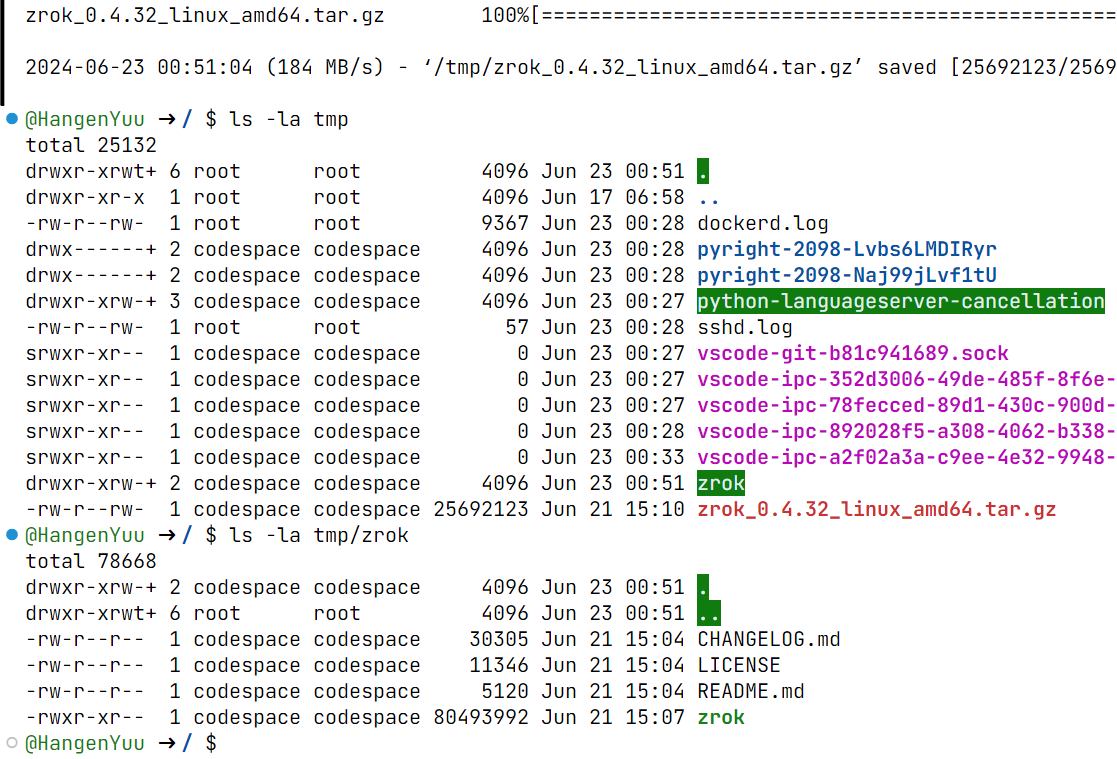 zrok_0.4.32_linux_amd64.tar.gz        100%[================================================
2024-06-23 00:51:04 (184 MB/s) - ‘/tmp/zrok_0.4.32_linux_amd64.tar.gz’ saved [25692123/2569
@HangenYuu ➜ / $ ls -la tmp
total 25132
drwxr-xrwt+ 6 root      root          4096 Jun 23 00:51 .
drwxr-xr-x  1 root      root          4096 Jun 17 06:58 ..
-rw-r--rw-  1 root      root          9367 Jun 23 00:28 dockerd.log
drwx------+ 2 codespace codespace     4096 Jun 23 00:28 pyright-2098-Lvbs6LMDIRyr
drwx------+ 2 codespace codespace     4096 Jun 23 00:28 pyright-2098-Naj99jLvf1tU
drwxr-xrw-+ 3 codespace codespace     4096 Jun 23 00:27 python-languageserver-cancellation
-rw-r--rw-  1 root      root            57 Jun 23 00:28 sshd.log
srwxr-xr--  1 codespace codespace        0 Jun 23 00:27 vscode-git-b81c941689.sock
srwxr-xr--  1 codespace codespace        0 Jun 23 00:27 vscode-ipc-352d3006-49de-485f-8f6e-
srwxr-xr--  1 codespace codespace        0 Jun 23 00:27 vscode-ipc-78fecced-89d1-430c-900d-
srwxr-xr--  1 codespace codespace        0 Jun 23 00:28 vscode-ipc-892028f5-a308-4062-b338-
srwxr-xr--  1 codespace codespace        0 Jun 23 00:33 vscode-ipc-a2f02a3a-c9ee-4e32-9948-
drwxr-xrw-+ 2 codespace codespace     4096 Jun 23 00:51 zrok
-rw-r--rw-  1 codespace codespace 25692123 Jun 21 15:10 zrok_0.4.32_linux_amd64.tar.gz
@HangenYuu ➜ / $ ls -la tmp/zrok
total 78668
drwxr-xrw-+ 2 codespace codespace     4096 Jun 23 00:51 .
drwxr-xrwt+ 6 root      root          4096 Jun 23 00:51 ..
-rw-r--r--  1 codespace codespace    30305 Jun 21 15:04 CHANGELOG.md
-rw-r--r--  1 codespace codespace    11346 Jun 21 15:04 LICENSE
-rw-r--r--  1 codespace codespace     5120 Jun 21 15:04 README.md
-rwxr-xr--  1 codespace codespace 80493992 Jun 21 15:07 zrok
@HangenYuu ➜ / $